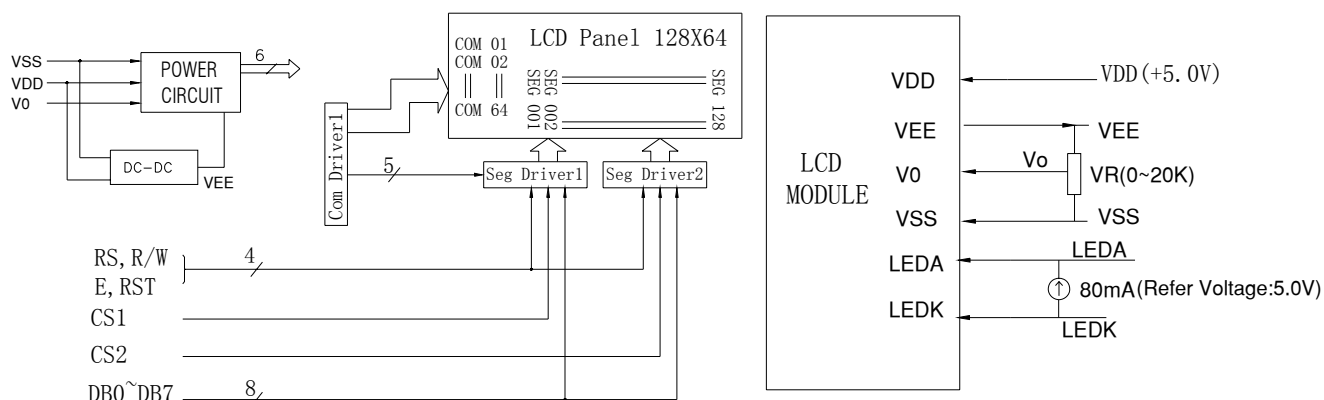 VSS
VDD
V0
POWER
CIRCUIT
6
DC-DC
VEE
LCD Panel 128X64
COM 01
COM 02
COM 64
SEG 001
SEG 002
SEG 128
Com Driver1
5
Seg Driver1
Seg Driver2
RS, R/W
E, RST
4
CS1
CS2
DB0~DB7
8
LCD
MODULE
VDD
VEE
V0
VSS
LEDA
LEDK
VDD(+5.0V)
VEE
Vo
VR(0~20K)
VSS
LEDA
80mA(Refer Voltage:5.0V)
LEDK